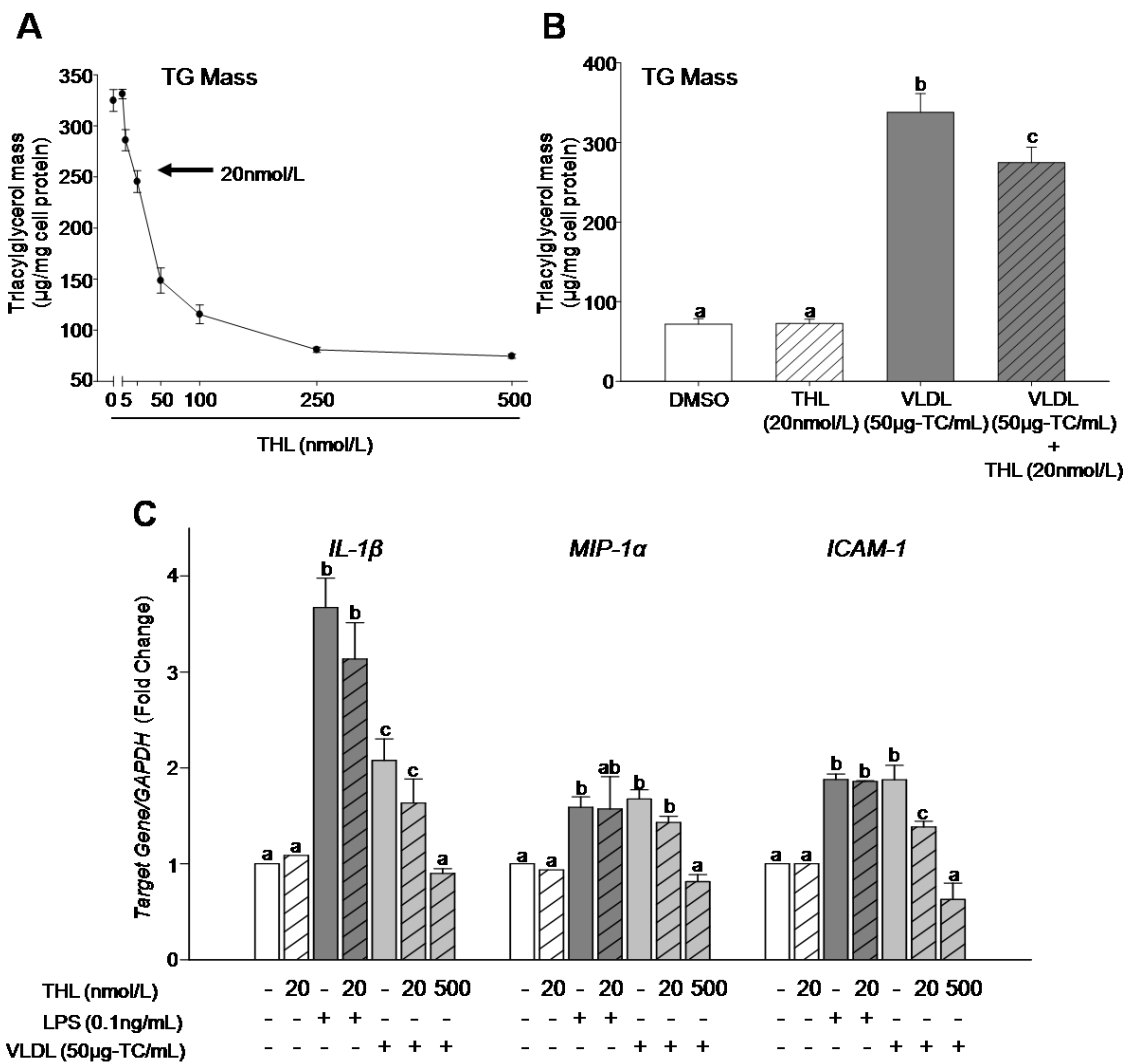 A
TG Mass
Triacylglycerol mass
(µg/mg cell protein)
350
300
250
200
150
100
50
20nmol/L
0 5 50 100 250 500
THL (nmol/L)
B
TG Mass
Triacylglycerol mass
(µg/mg cell protein)
400
300
200
100
0
a a b c
DMSO THL VLDL VLDL
(20nmol/L) (50µg-TC/mL) (50µg-TC/mL)
+
THL (20nmol/L)
C
IL-1β MIP-1α ICAM-1
Target Gene/GAPDH (Fold Change)
4
3
2
1
0
a a b b c c a a a b ab b b a a a b b b c a
THL (nmol/L) - 20 - 20 - 20 500 - 20 - 20 - 20 500 - 20 - 20 - 20 500
LPS (0.1ng/mL) - - + + - - - - - + + - - - - - + + - - -
VLDL (50µg-TC/mL) - - - - + + + - - - - + + + - - - - + + +